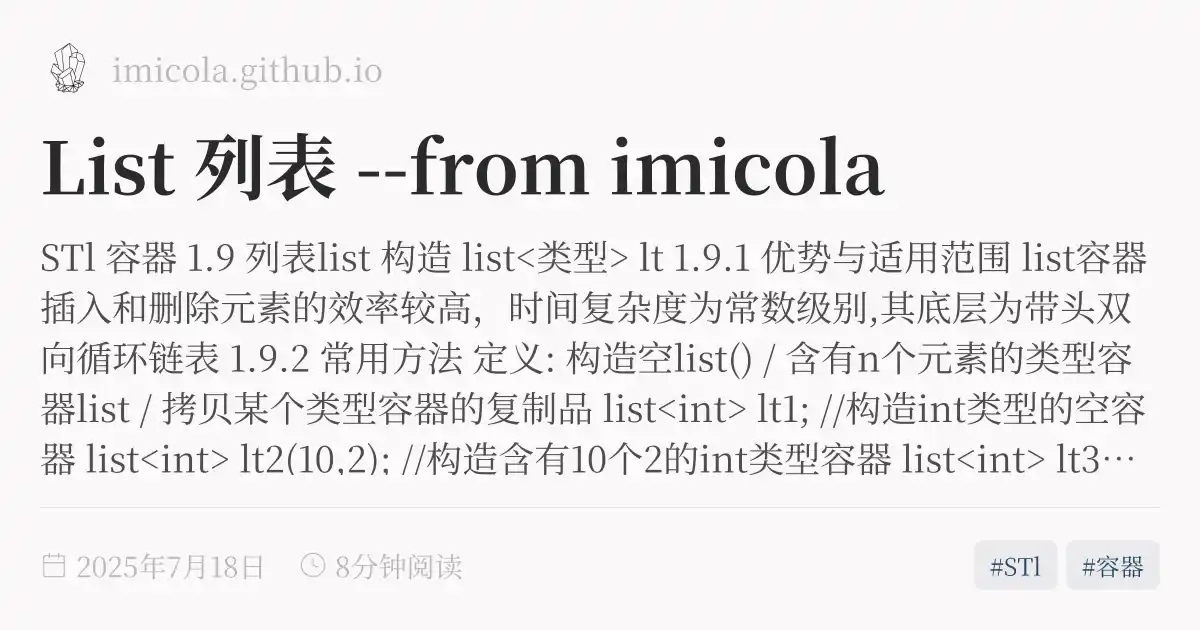 imicola.github.io
List 列表 --from imicola
STl 容器 1.9 列表list 构造 list<类型> lt 1.9.1 优势与适用范围 list容器
插入和删除元素的效率较高，时间复杂度为常数级别,其底层为带头双
向循环链表 1.9.2 常用方法 定义: 构造空list() / 含有n个元素的类型容
器list / 拷贝某个类型容器的复制品 list<int> lt1; //构造int类型的空容
器 list<int> lt2(10,2); //构造含有10个2的int类型容器 list<int> lt3…
2025年7月18日 8分钟阅读 #STl #容器